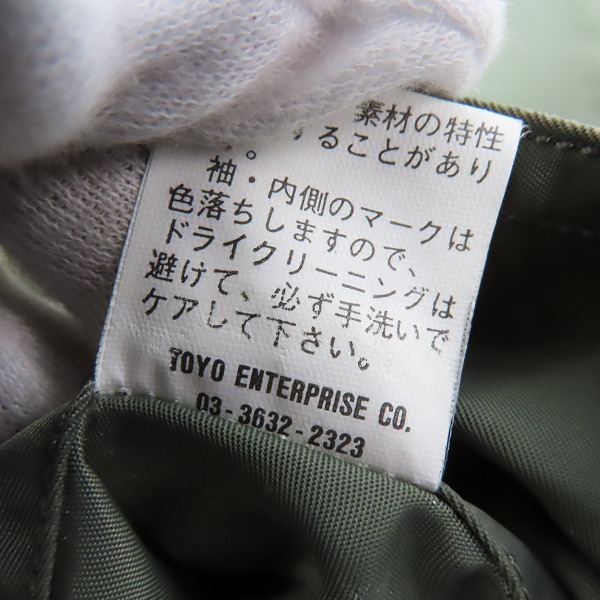 素材の特性
することがあり
。
袖・内側のマークは
色落ちしますので、
ドライクリーニングは
避けて、必ず手洗いで
ケアして下さい。
TOYO ENTERPRISE CO.
03-3632-2323